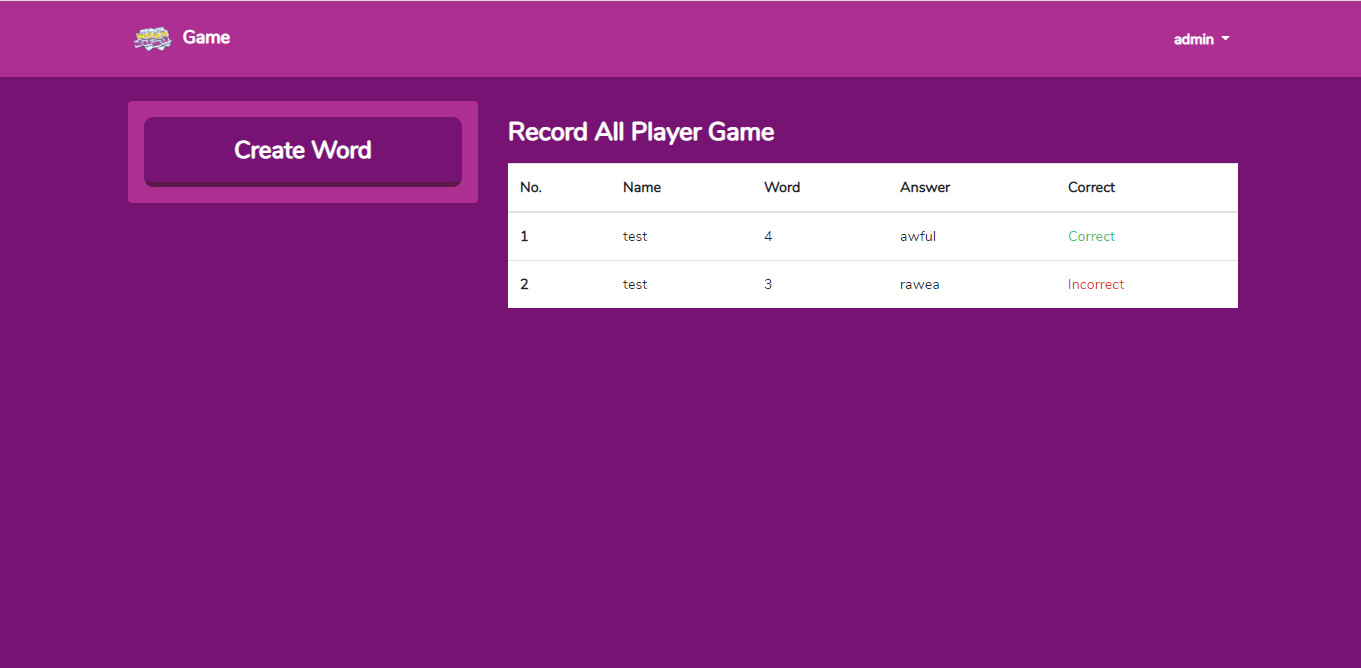 Game
admin
Create Word
Record All Player Game
No. Name Word Answer Correct
1 test 4 awful Correct
2 test 3 rawea Incorrect